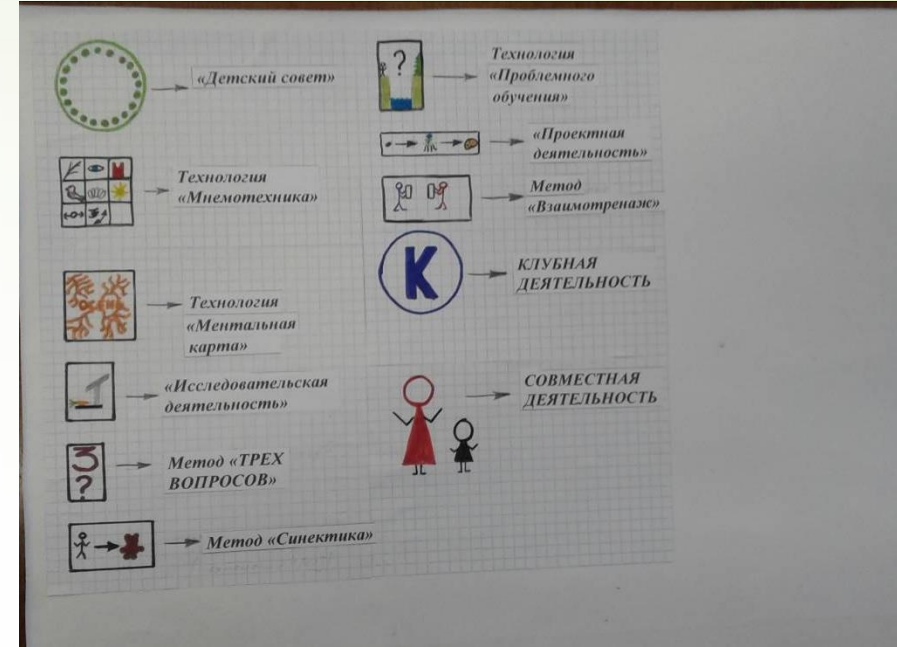 «Детский совет»
Технология
«Мнемотехника»
ОСЕНЬ
Технология
«Ментальная
карта»
«Исследовательская
деятельность»
3
?
Метод «ТРЕХ
ВОПРОСОВ»
Метод «Синектика»
?
Технология
«Проблемного
обучения»
«Проектная
деятельность»
Метод
«Взаимотренаж»
К
КЛУБНАЯ
ДЕЯТЕЛЬНОСТЬ
СОВМЕСТНАЯ
ДЕЯТЕЛЬНОСТЬ